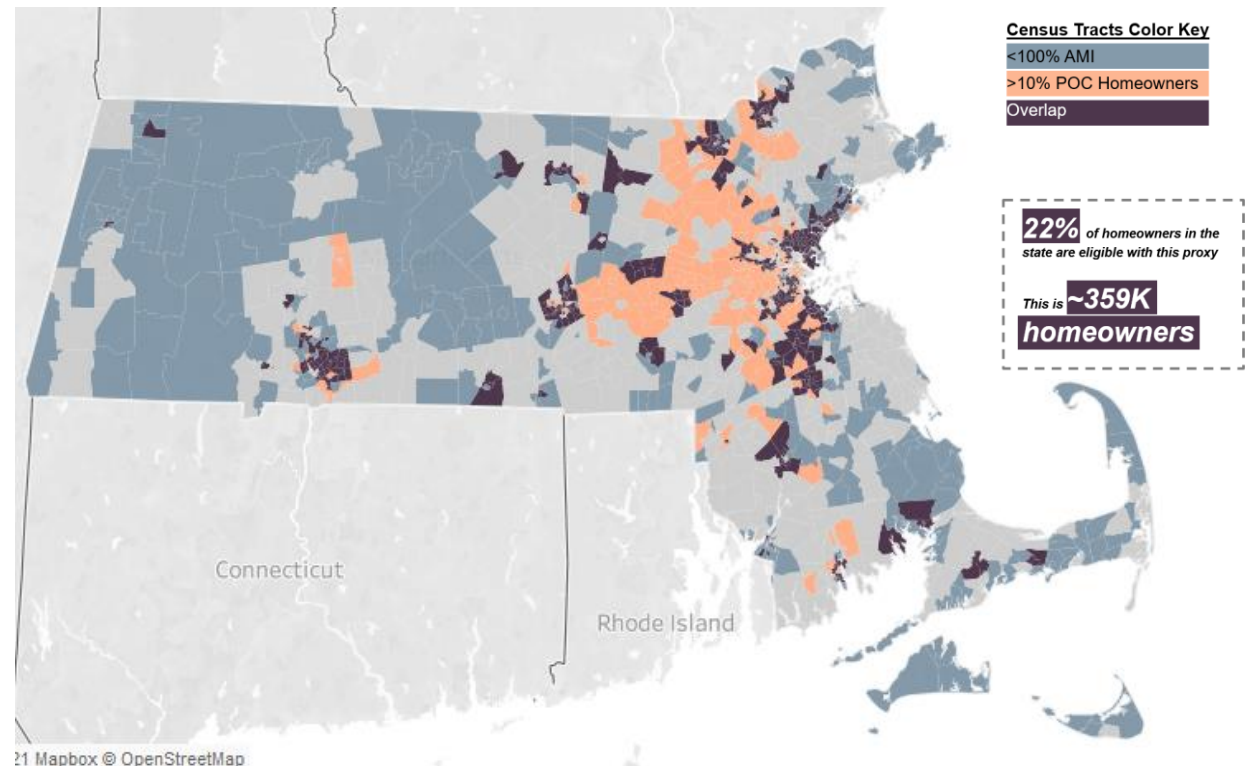 Census Tracts Color Key
<100% AMI
>10% POC Homeowners
Overlap
22% of homeowners in the
state are eligible with this proxy
This is ~359K
homeowners
Connecticut
Rhode Island
21 Mapbox © OpenStreetMap